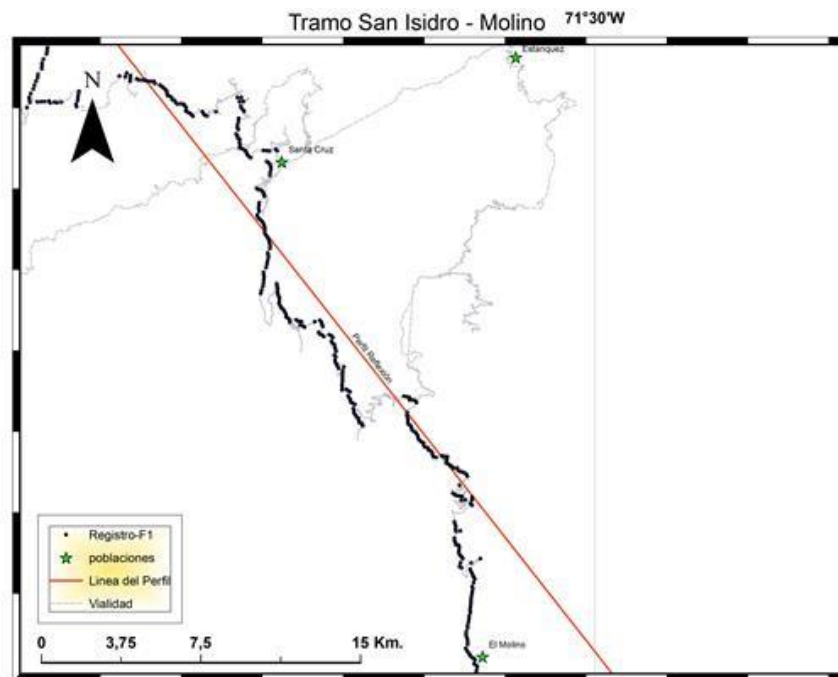 Tramo San Isidro - Molino
71°30'W
Estanquez
N
Santa Cruz
Perfil Reflexión
Registro-F1
poblaciones
Linea del Perfil
Vialidad
0 3,75 7,5 15 Km.
El Molino